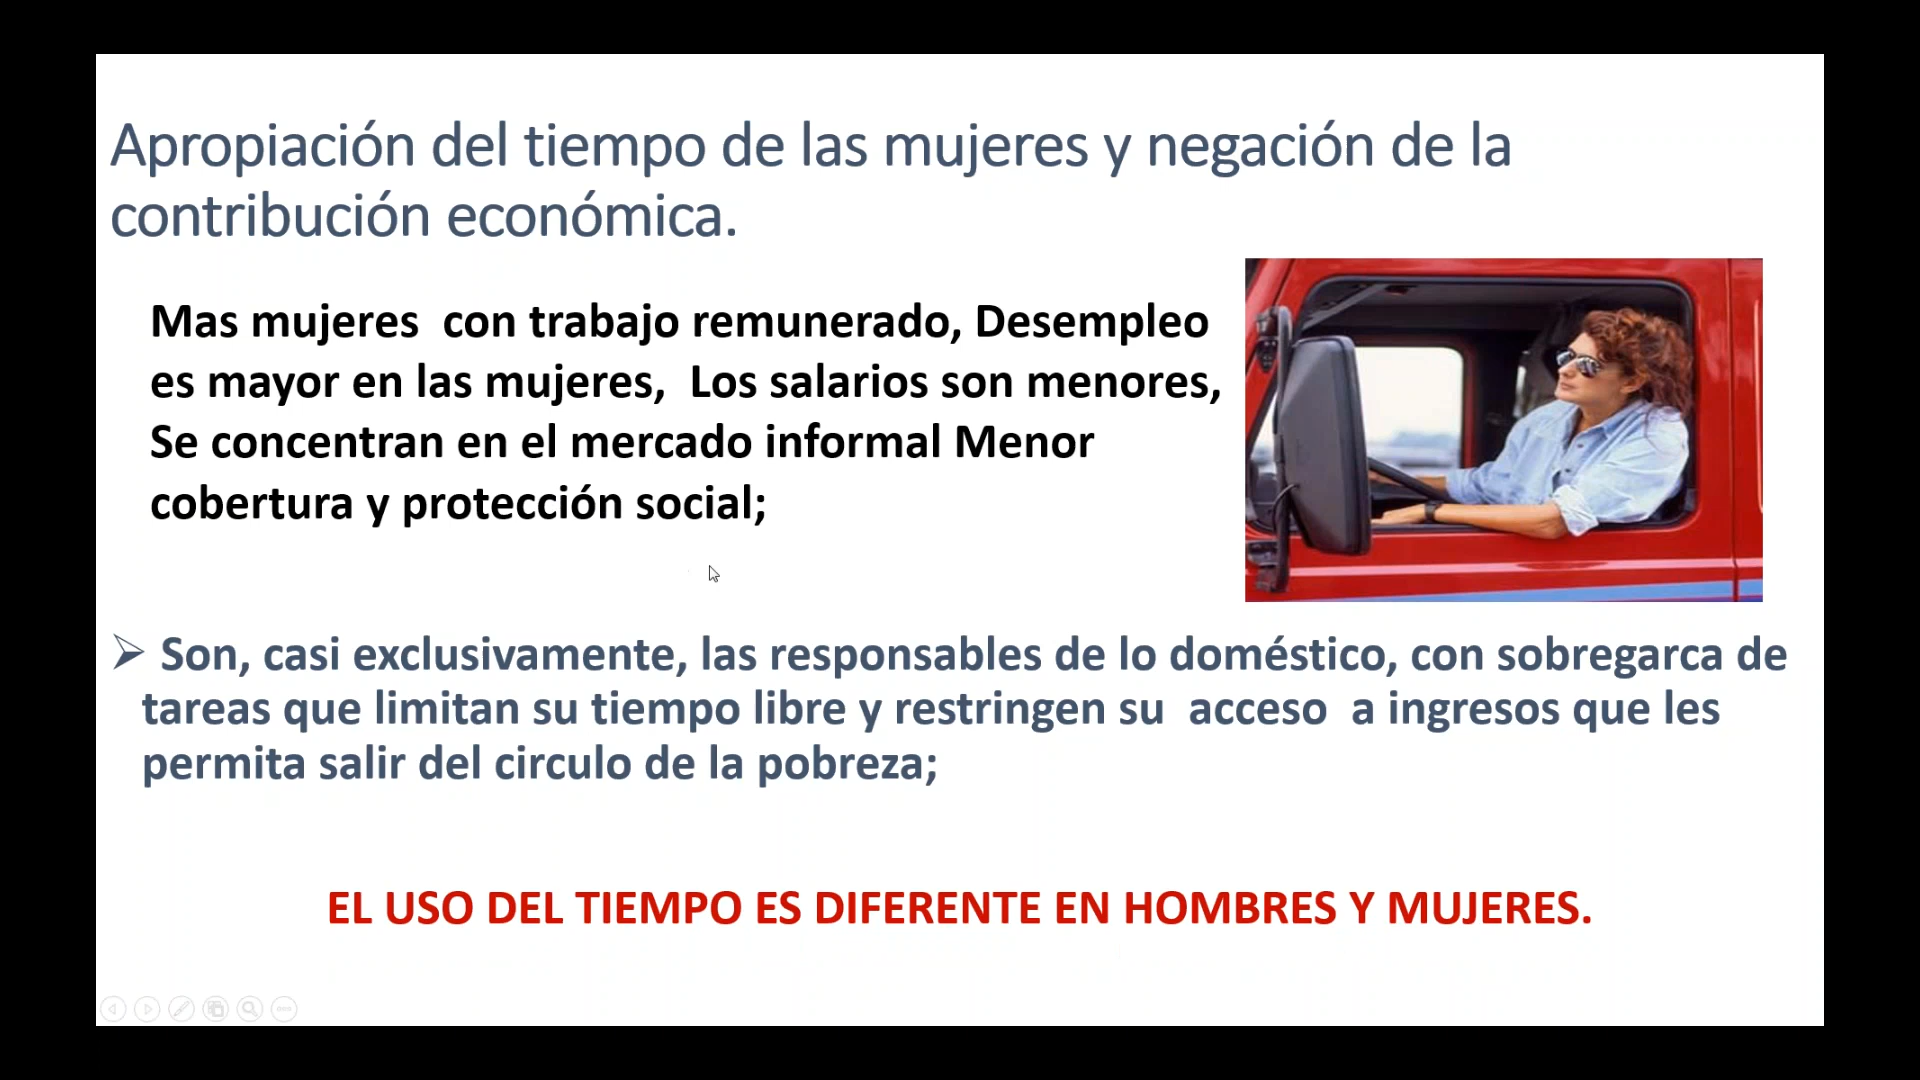 Apropiación del tiempo de las mujeres y negación de la
contribución económica.
Mas mujeres  con trabajo remunerado, Desempleo
es mayor en las mujeres,  Los salarios son menores,
Se concentran en el mercado informal Menor
cobertura y protección social;
Son, casi exclusivamente, las responsables de lo doméstico, con sobregarca de
tareas que limitan su tiempo libre y restringen su  acceso  a ingresos que les
permita salir del circulo de la pobreza;
EL USO DEL TIEMPO ES DIFERENTE EN HOMBRES Y MUJERES.